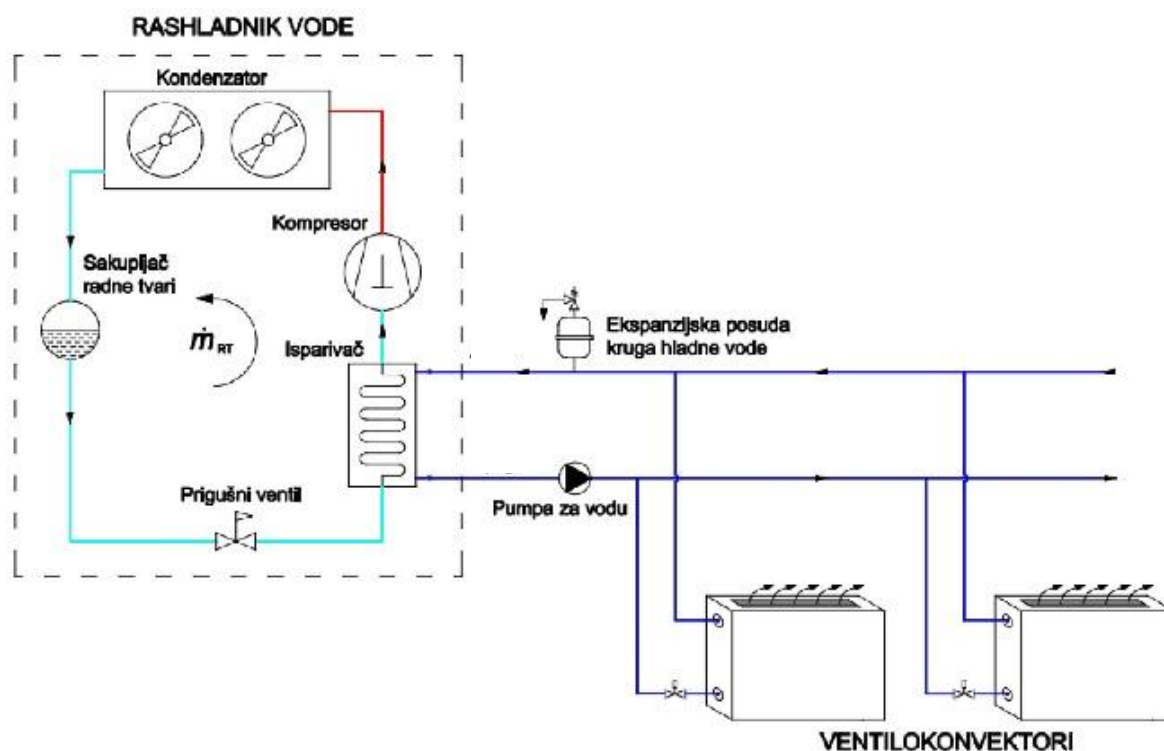 RASHLADNIK VODE
Kondenzator
Kompresor
Sakupljač
radne tvari
ṁ RT
Isparivač
Ekspanzijska posuda
kruga hladne vode
Prigušni ventil
Pumpa za vodu
VENTILOKONVEKTORI